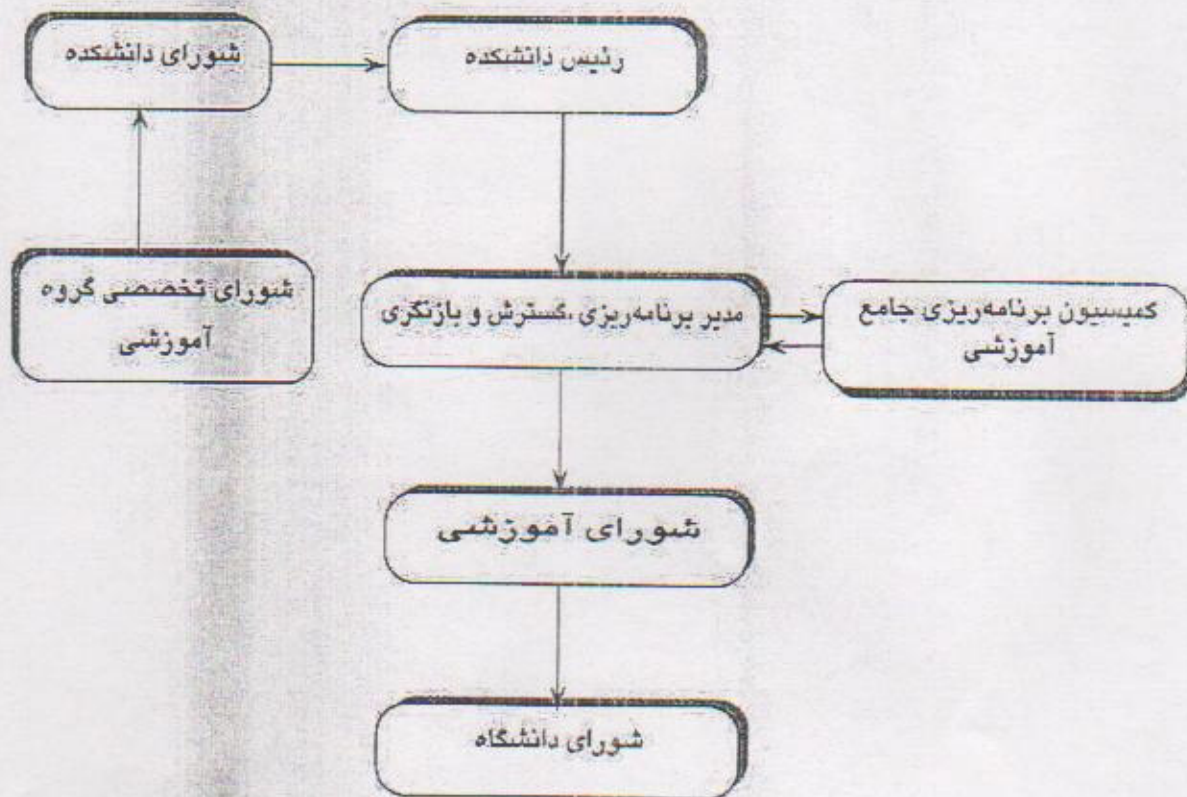 شورای دانشکده
رئیس دانشکده
شورای تخصصی گروه
آموزشی
مدیر برنامه‌ریزی ،گسترش و بازنگری
کمیسیون برنامه‌ریزی جامع
آموزشی
شورای آموزشی
شورای دانشگاه